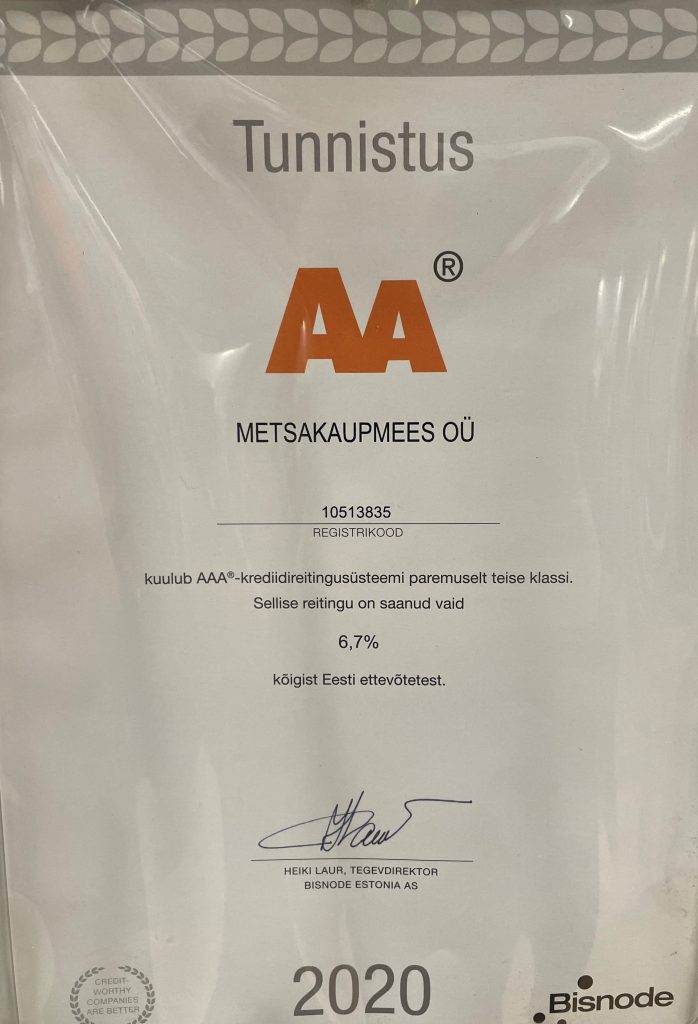 Tunnistus
AA®
METSAKAUPMEES OÜ
10513835
REGISTRIKOOD
kuulub AAA®-krediidireitingusüsteemi paremuselt teise klassi.
Sellise reitingu on saanud vaid
6,7%
kõigist Eesti ettevõtetest.
HEIKI LAUR, TEGEVDIREKTOR
BISNODE ESTONIA AS
CREDIT-
WORTHY
COMPANIES
ARE BETTER
2020
Bisnode